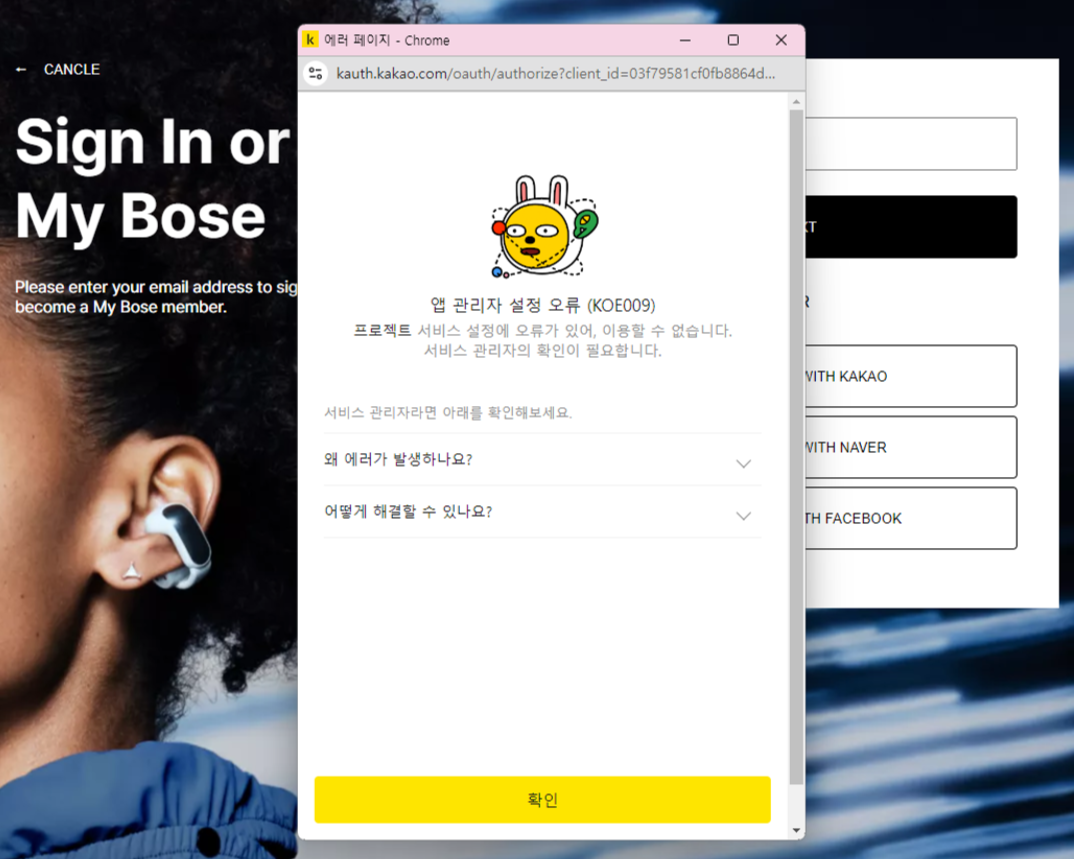 ← CANCLE
Sign In or
My Bose
Please enter your email address to sig
become a My Bose member.
k 에러 페이지 - Chrome
kauth.kakao.com/oauth/authorize?client_id=03f79581cf0fb8864d...
앱 관리자 설정 오류 (KOE009)
프로젝트 서비스 설정에 오류가 있어, 이용할 수 없습니다.
서비스 관리자의 확인이 필요합니다.
서비스 관리자라면 아래를 확인해보세요.
왜 에러가 발생하나요?
어떻게 해결할 수 있나요?
확인
XT
R
WITH KAKAO
WITH NAVER
TH FACEBOOK